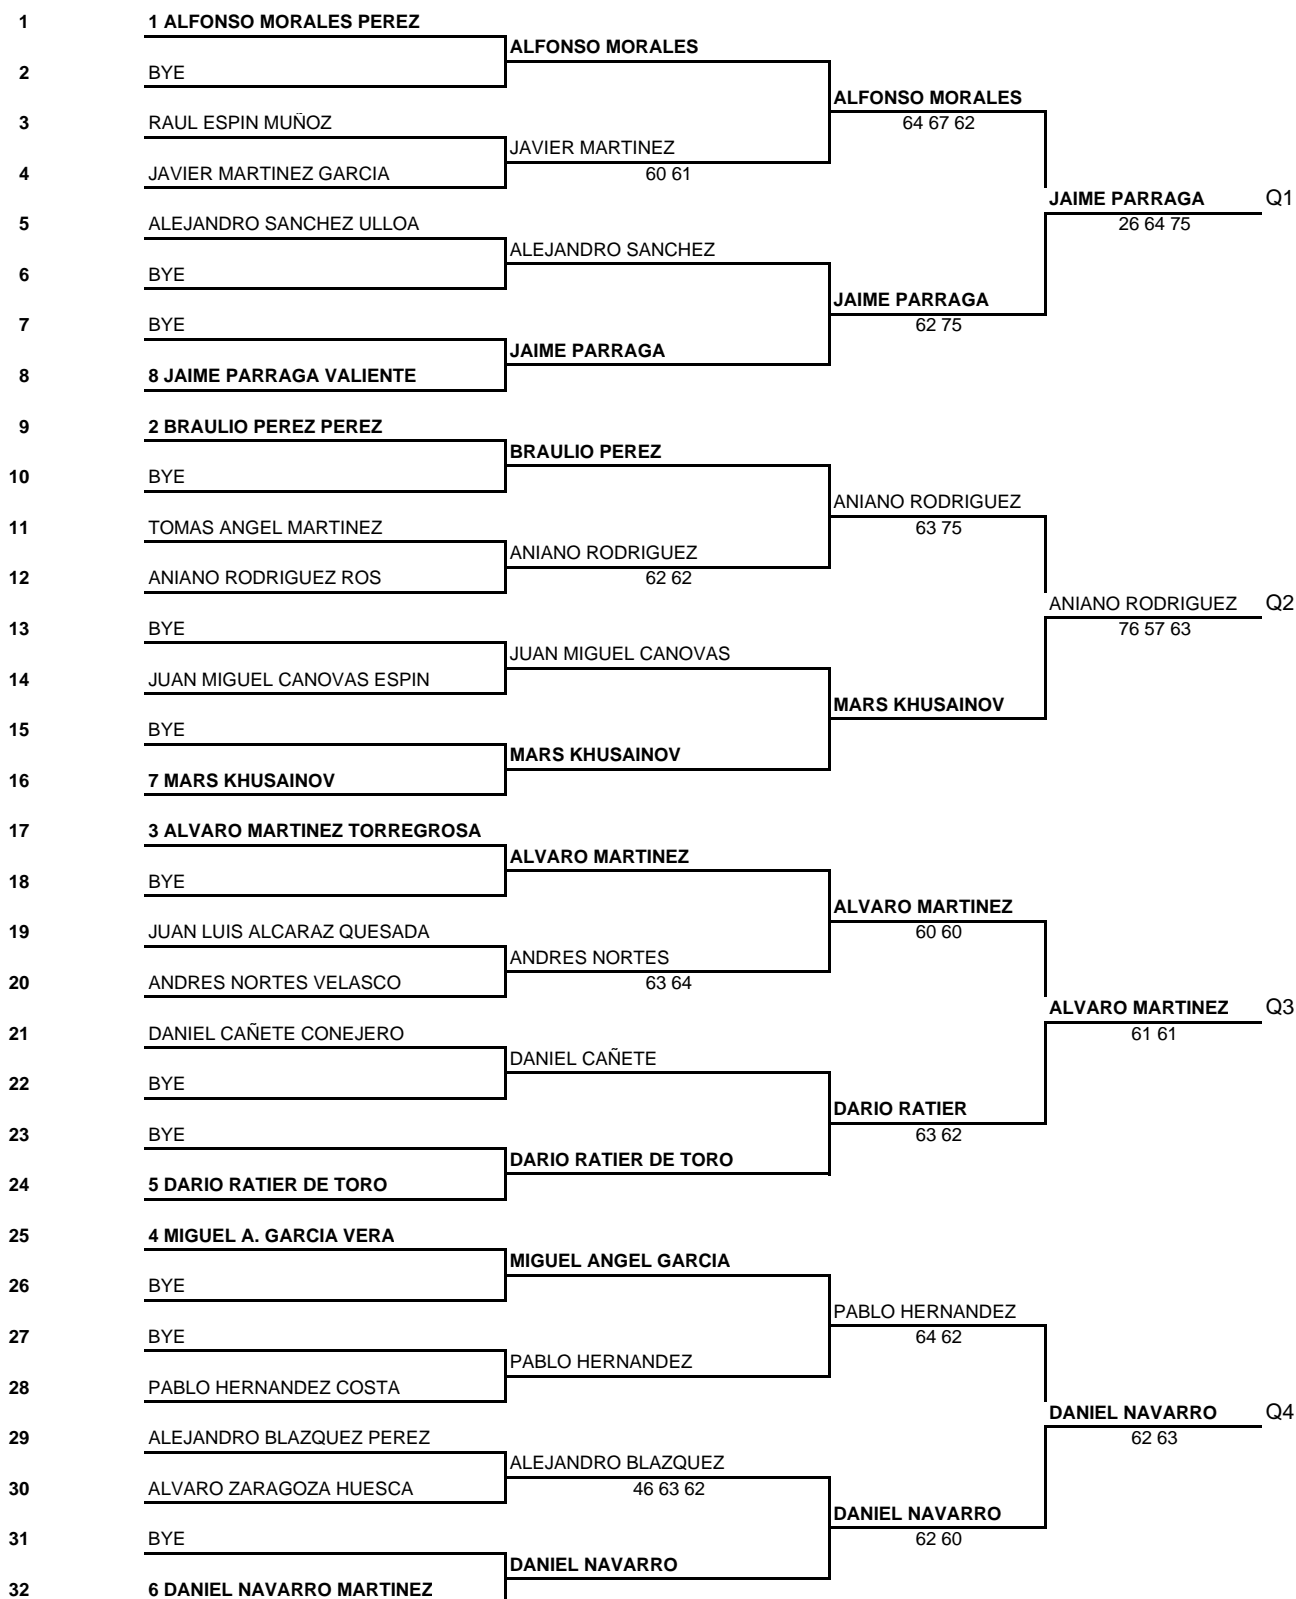 1 1 ALFONSO MORALES PEREZ
ALFONSO MORALES
2 BYE
ALFONSO MORALES
3 RAUL ESPIN MUÑOZ 64 67 62
JAVIER MARTINEZ
4 JAVIER MARTINEZ GARCIA 60 61
JAIME PARRAGA Q1
5 ALEJANDRO SANCHEZ ULLOA 26 64 75
ALEJANDRO SANCHEZ
6 BYE
JAIME PARRAGA
7 BYE 62 75
JAIME PARRAGA
8 8 JAIME PARRAGA VALIENTE
9 2 BRAULIO PEREZ PEREZ
BRAULIO PEREZ
10 BYE
ANIANO RODRIGUEZ
11 TOMAS ANGEL MARTINEZ 63 75
ANIANO RODRIGUEZ
12 ANIANO RODRIGUEZ ROS 62 62
ANIANO RODRIGUEZ Q2
13 BYE 76 57 63
JUAN MIGUEL CANOVAS
14 JUAN MIGUEL CANOVAS ESPIN
MARS KHUSAINOV
15 BYE
MARS KHUSAINOV
16 7 MARS KHUSAINOV
17 3 ALVARO MARTINEZ TORREGROSA
ALVARO MARTINEZ
18 BYE
ALVARO MARTINEZ
19 JUAN LUIS ALCARAZ QUESADA 60 60
ANDRES NORTES
20 ANDRES NORTES VELASCO 63 64
ALVARO MARTINEZ Q3
21 DANIEL CAÑETE CONEJERO 61 61
DANIEL CAÑETE
22 BYE
DARIO RATIER
23 BYE 63 62
DARIO RATIER DE TORO
24 5 DARIO RATIER DE TORO
25 4 MIGUEL A. GARCIA VERA
MIGUEL ANGEL GARCIA
26 BYE
PABLO HERNANDEZ
27 BYE 64 62
PABLO HERNANDEZ
28 PABLO HERNANDEZ COSTA
DANIEL NAVARRO Q4
29 ALEJANDRO BLAZQUEZ PEREZ 62 63
ALEJANDRO BLAZQUEZ
30 ALVARO ZARAGOZA HUESCA 46 63 62
DANIEL NAVARRO
31 BYE 62 60
DANIEL NAVARRO
32 6 DANIEL NAVARRO MARTINEZ